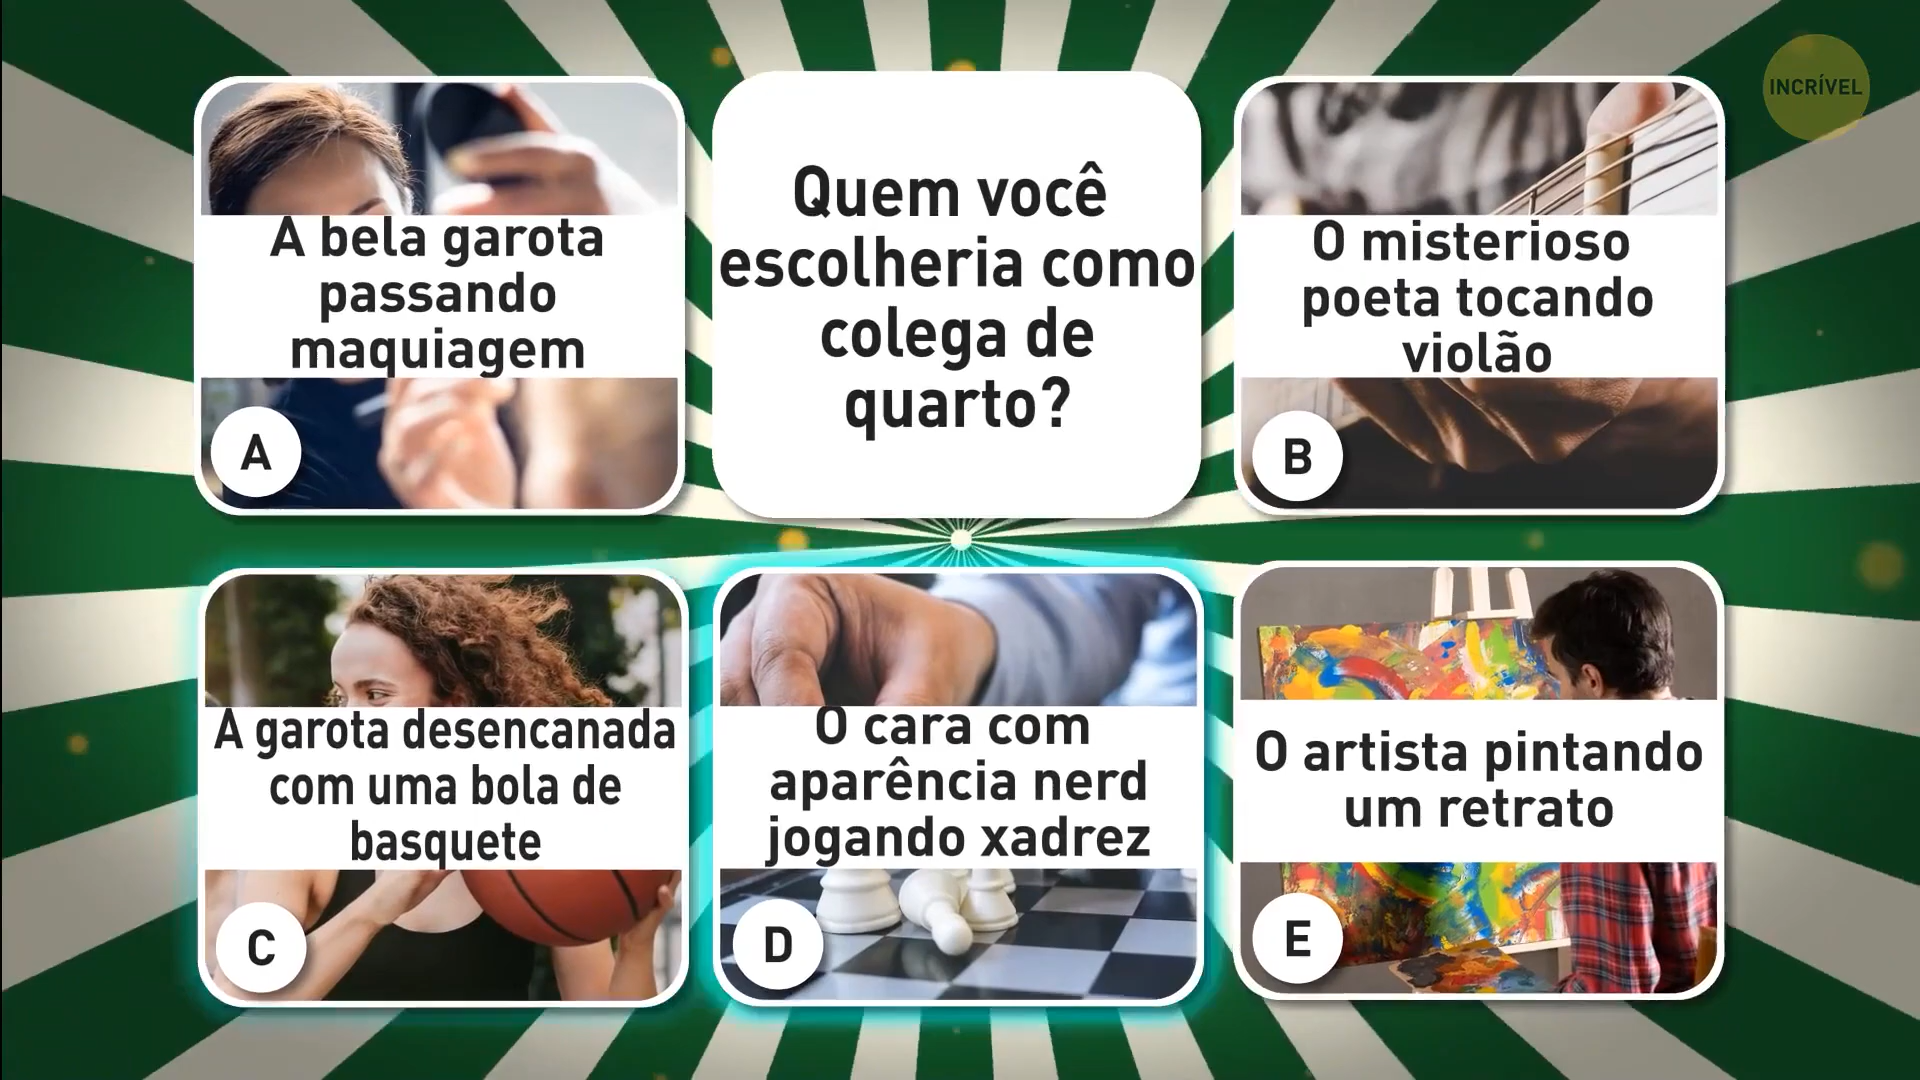 INCRÍVEL
A bela garota
passando
maquiagem
A
Quem você
escolheria como
colega de
quarto?
O misterioso
poeta tocando
violão
B
A garota desencanada
com uma bola de
basquete
C
O cara com
aparência nerd
jogando xadrez
D
O artista pintando
um retrato
E